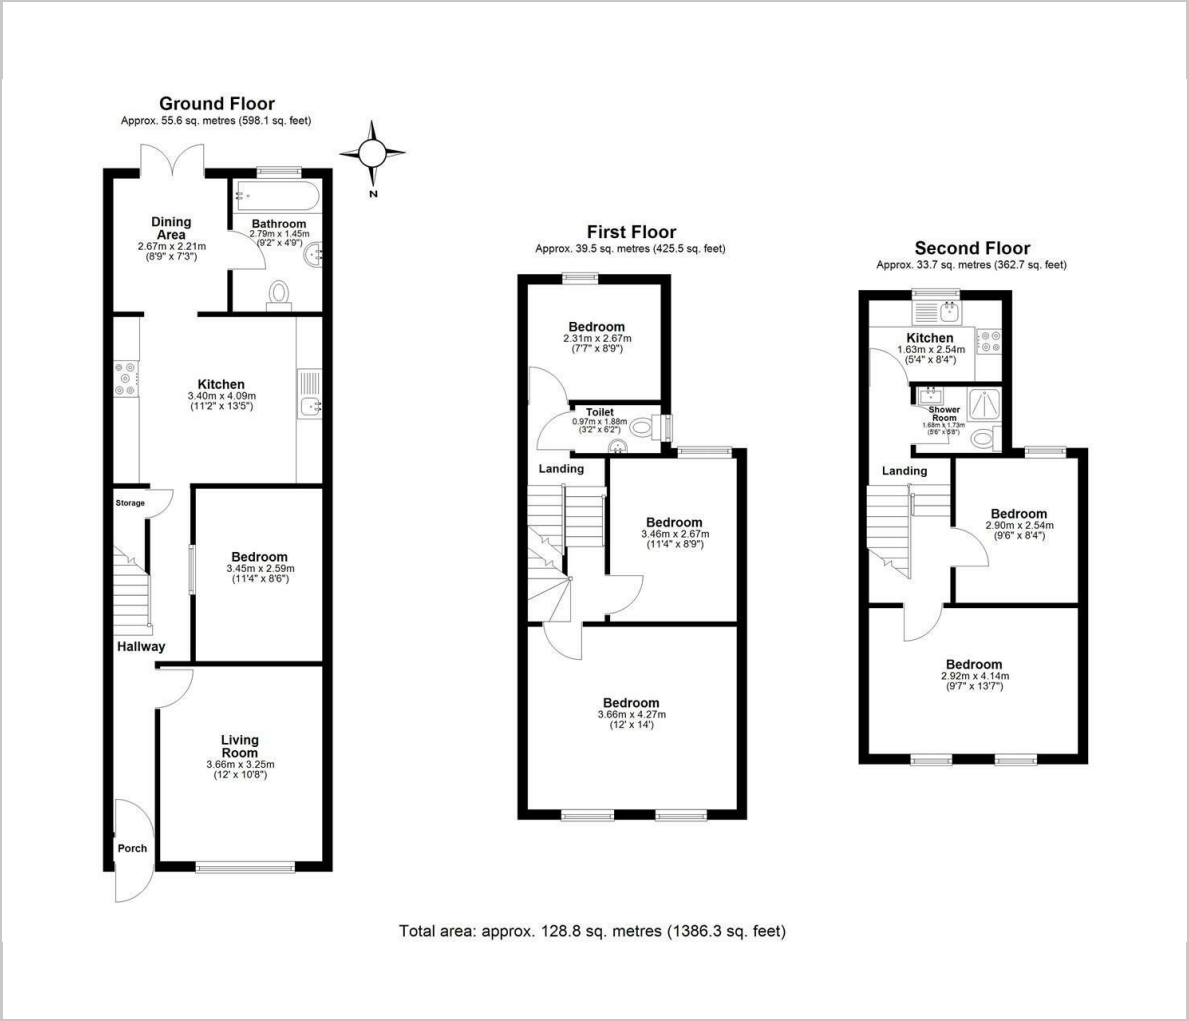 Ground Floor
Approx. 55.6 sq. metres (598.1 sq. feet)
N
Dining
Area
2.67m x 2.21m
(8'9" x 7'3")
Bathroom
2.79m x 1.45m
(9'2" x 4'9")
Kitchen
3.40m x 4.09m
(11'2" x 13'5")
Storage
Bedroom
3.45m x 2.59m
(11'4" x 8'6")
Hallway
Living
Room
3.66m x 3.25m
(12' x 10'8")
Porch
First Floor
Approx. 39.5 sq. metres (425.5 sq. feet)
Bedroom
2.31m x 2.67m
(7'7" x 8'9")
Toilet
0.97m x 1.88m
(3'2" x 6'2")
Landing
Bedroom
3.46m x 2.67m
(11'4" x 8'9")
Bedroom
3.66m x 4.27m
(12' x 14')
Second Floor
Approx. 33.7 sq. metres (362.7 sq. feet)
Kitchen
1.63m x 2.54m
(5'4" x 8'4")
Shower
Room
1.68m x 1.73m
(5'6" x 5'8")
Landing
Bedroom
2.90m x 2.54m
(9'6" x 8'4")
Bedroom
2.92m x 4.14m
(9'7" x 13'7")
Total area: approx. 128.8 sq. metres (1386.3 sq. feet)